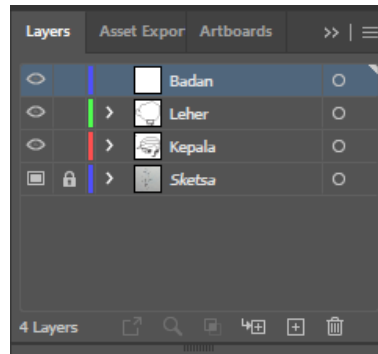 Layers Asset Expor Artboards
Badan
Leher
Kepala
Sketsa
4 Layers